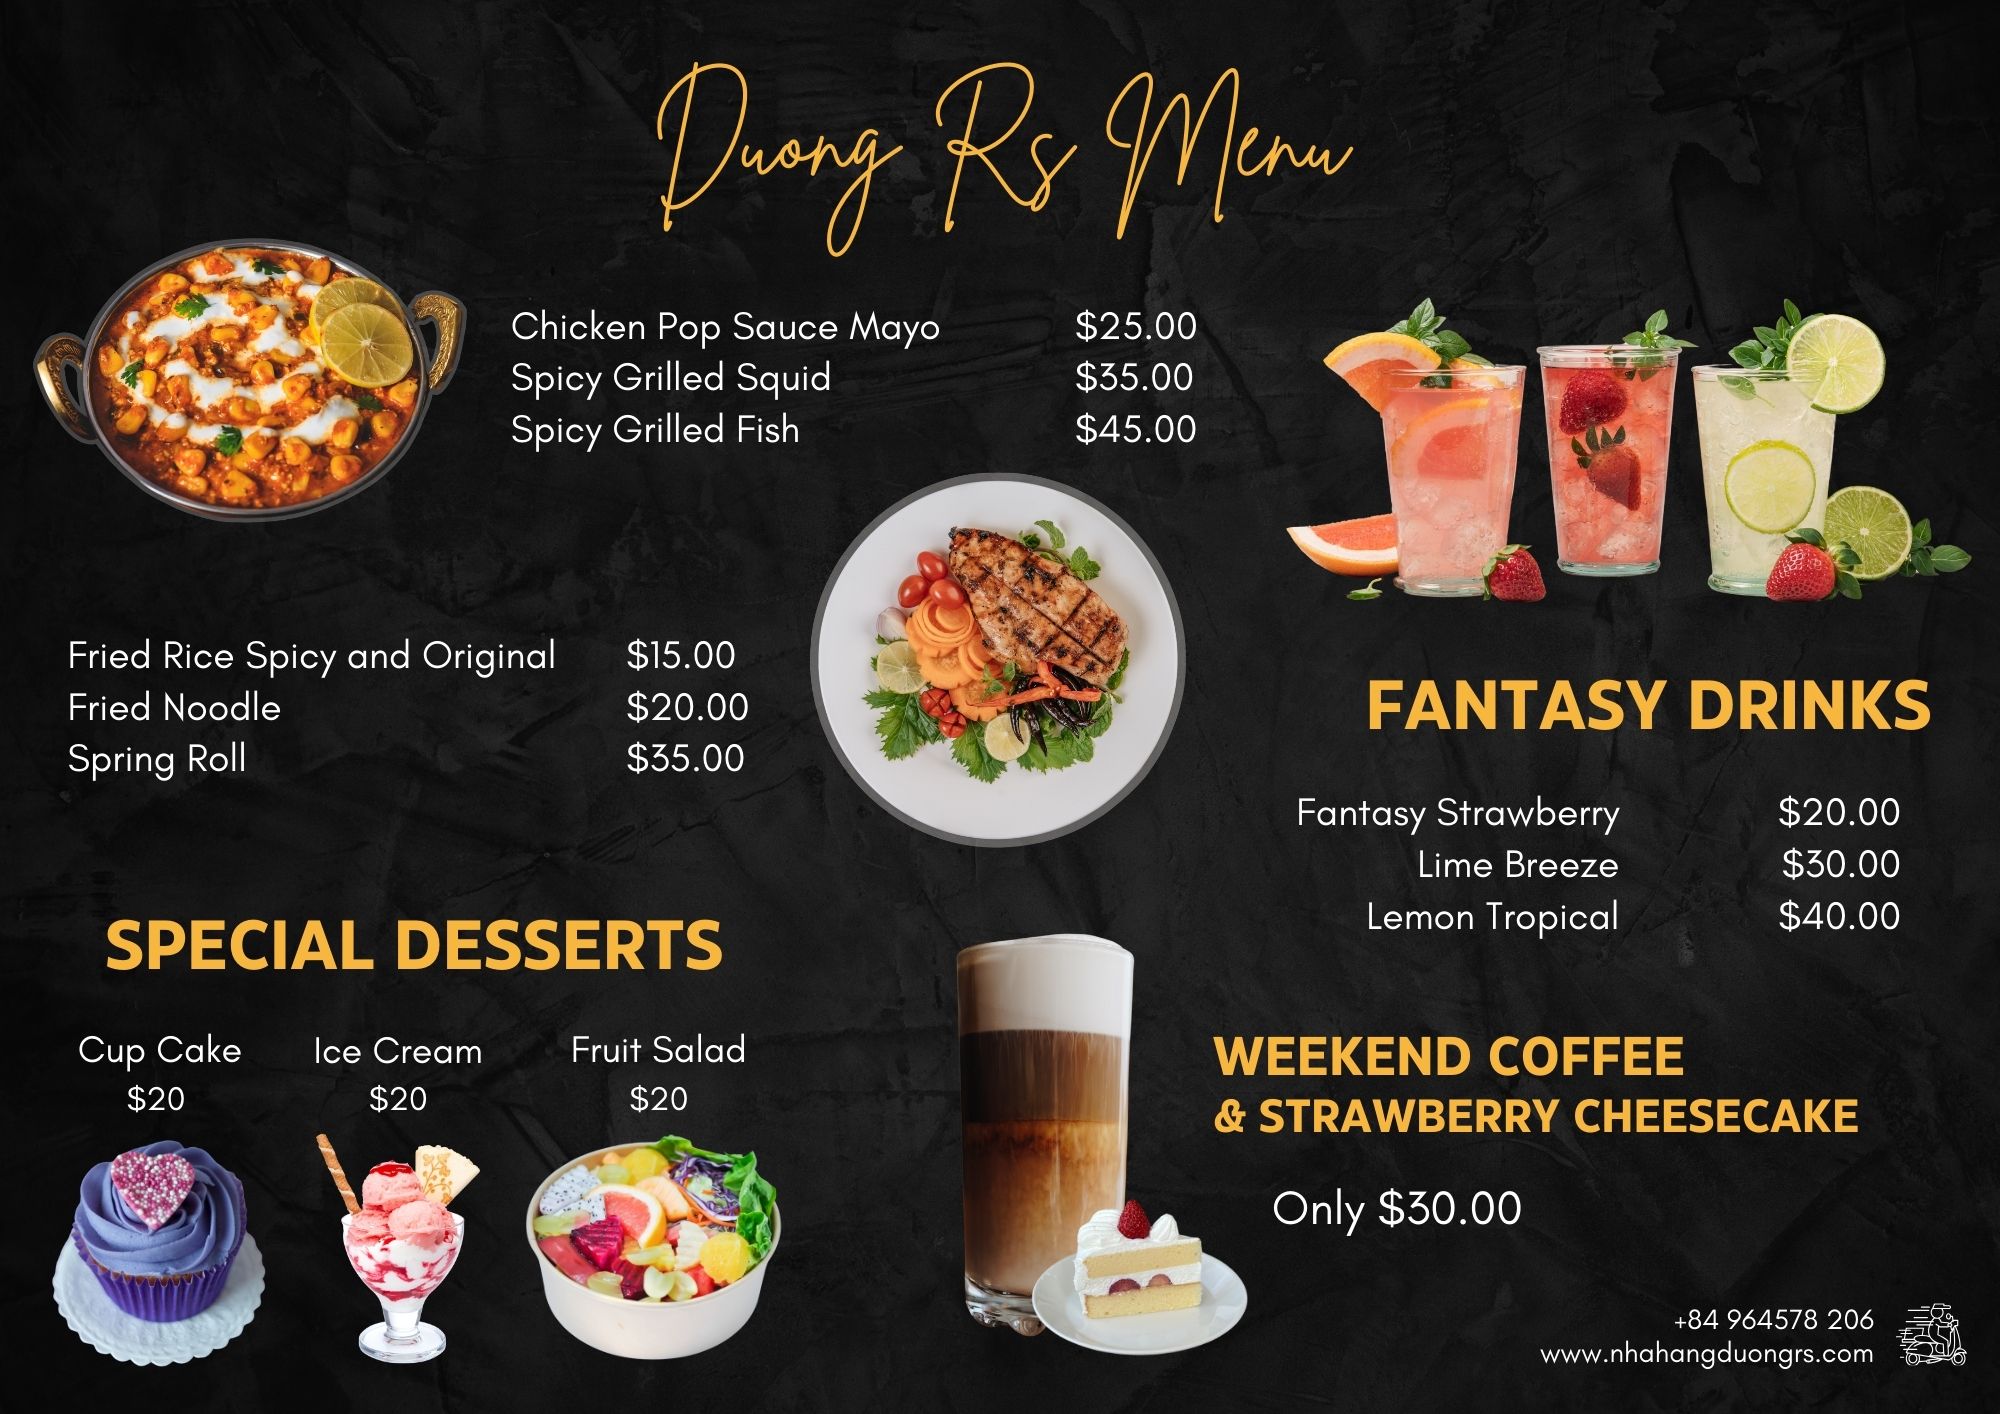 Duong Rs Menu
Chicken Pop Sauce Mayo $25.00
Spicy Grilled Squid $35.00
Spicy Grilled Fish $45.00
Fried Rice Spicy and Original $15.00
Fried Noodle $20.00
Spring Roll $35.00
FANTASY DRINKS
Fantasy Strawberry $20.00
Lime Breeze $30.00
Lemon Tropical $40.00
SPECIAL DESSERTS
Cup Cake
$20
Ice Cream
$20
Fruit Salad
$20
WEEKEND COFFEE
& STRAWBERRY CHEESECAKE
Only $30.00
+84 964578 206
www.nhahangduongrs.com